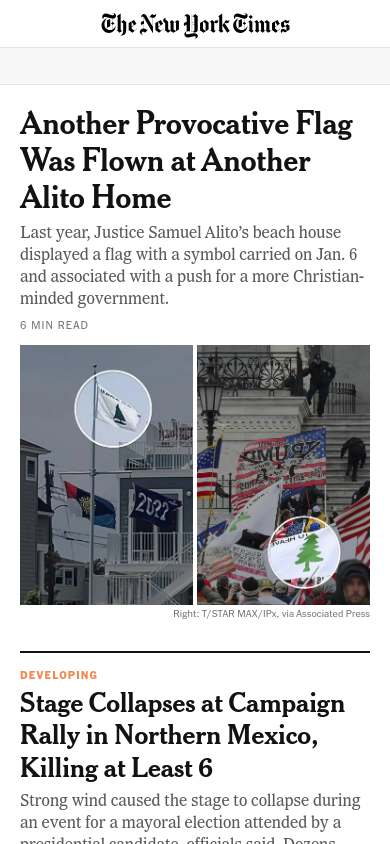 The New York Times
Another Provocative Flag
Was Flown at Another
Alito Home
Last year, Justice Samuel Alito's beach house
displayed a flag with a symbol carried on Jan. 6
and associated with a push for a more Christian-
minded government.
6 MIN READ
2022
TRUMP
Right: T/STAR MAX/IPx, via Associated Press
DEVELOPING
Stage Collapses at Campaign
Rally in Northern Mexico,
Killing at Least 6
Strong wind caused the stage to collapse during
an event for a mayoral election attended by a
presidential candidate, officials said. Dozens